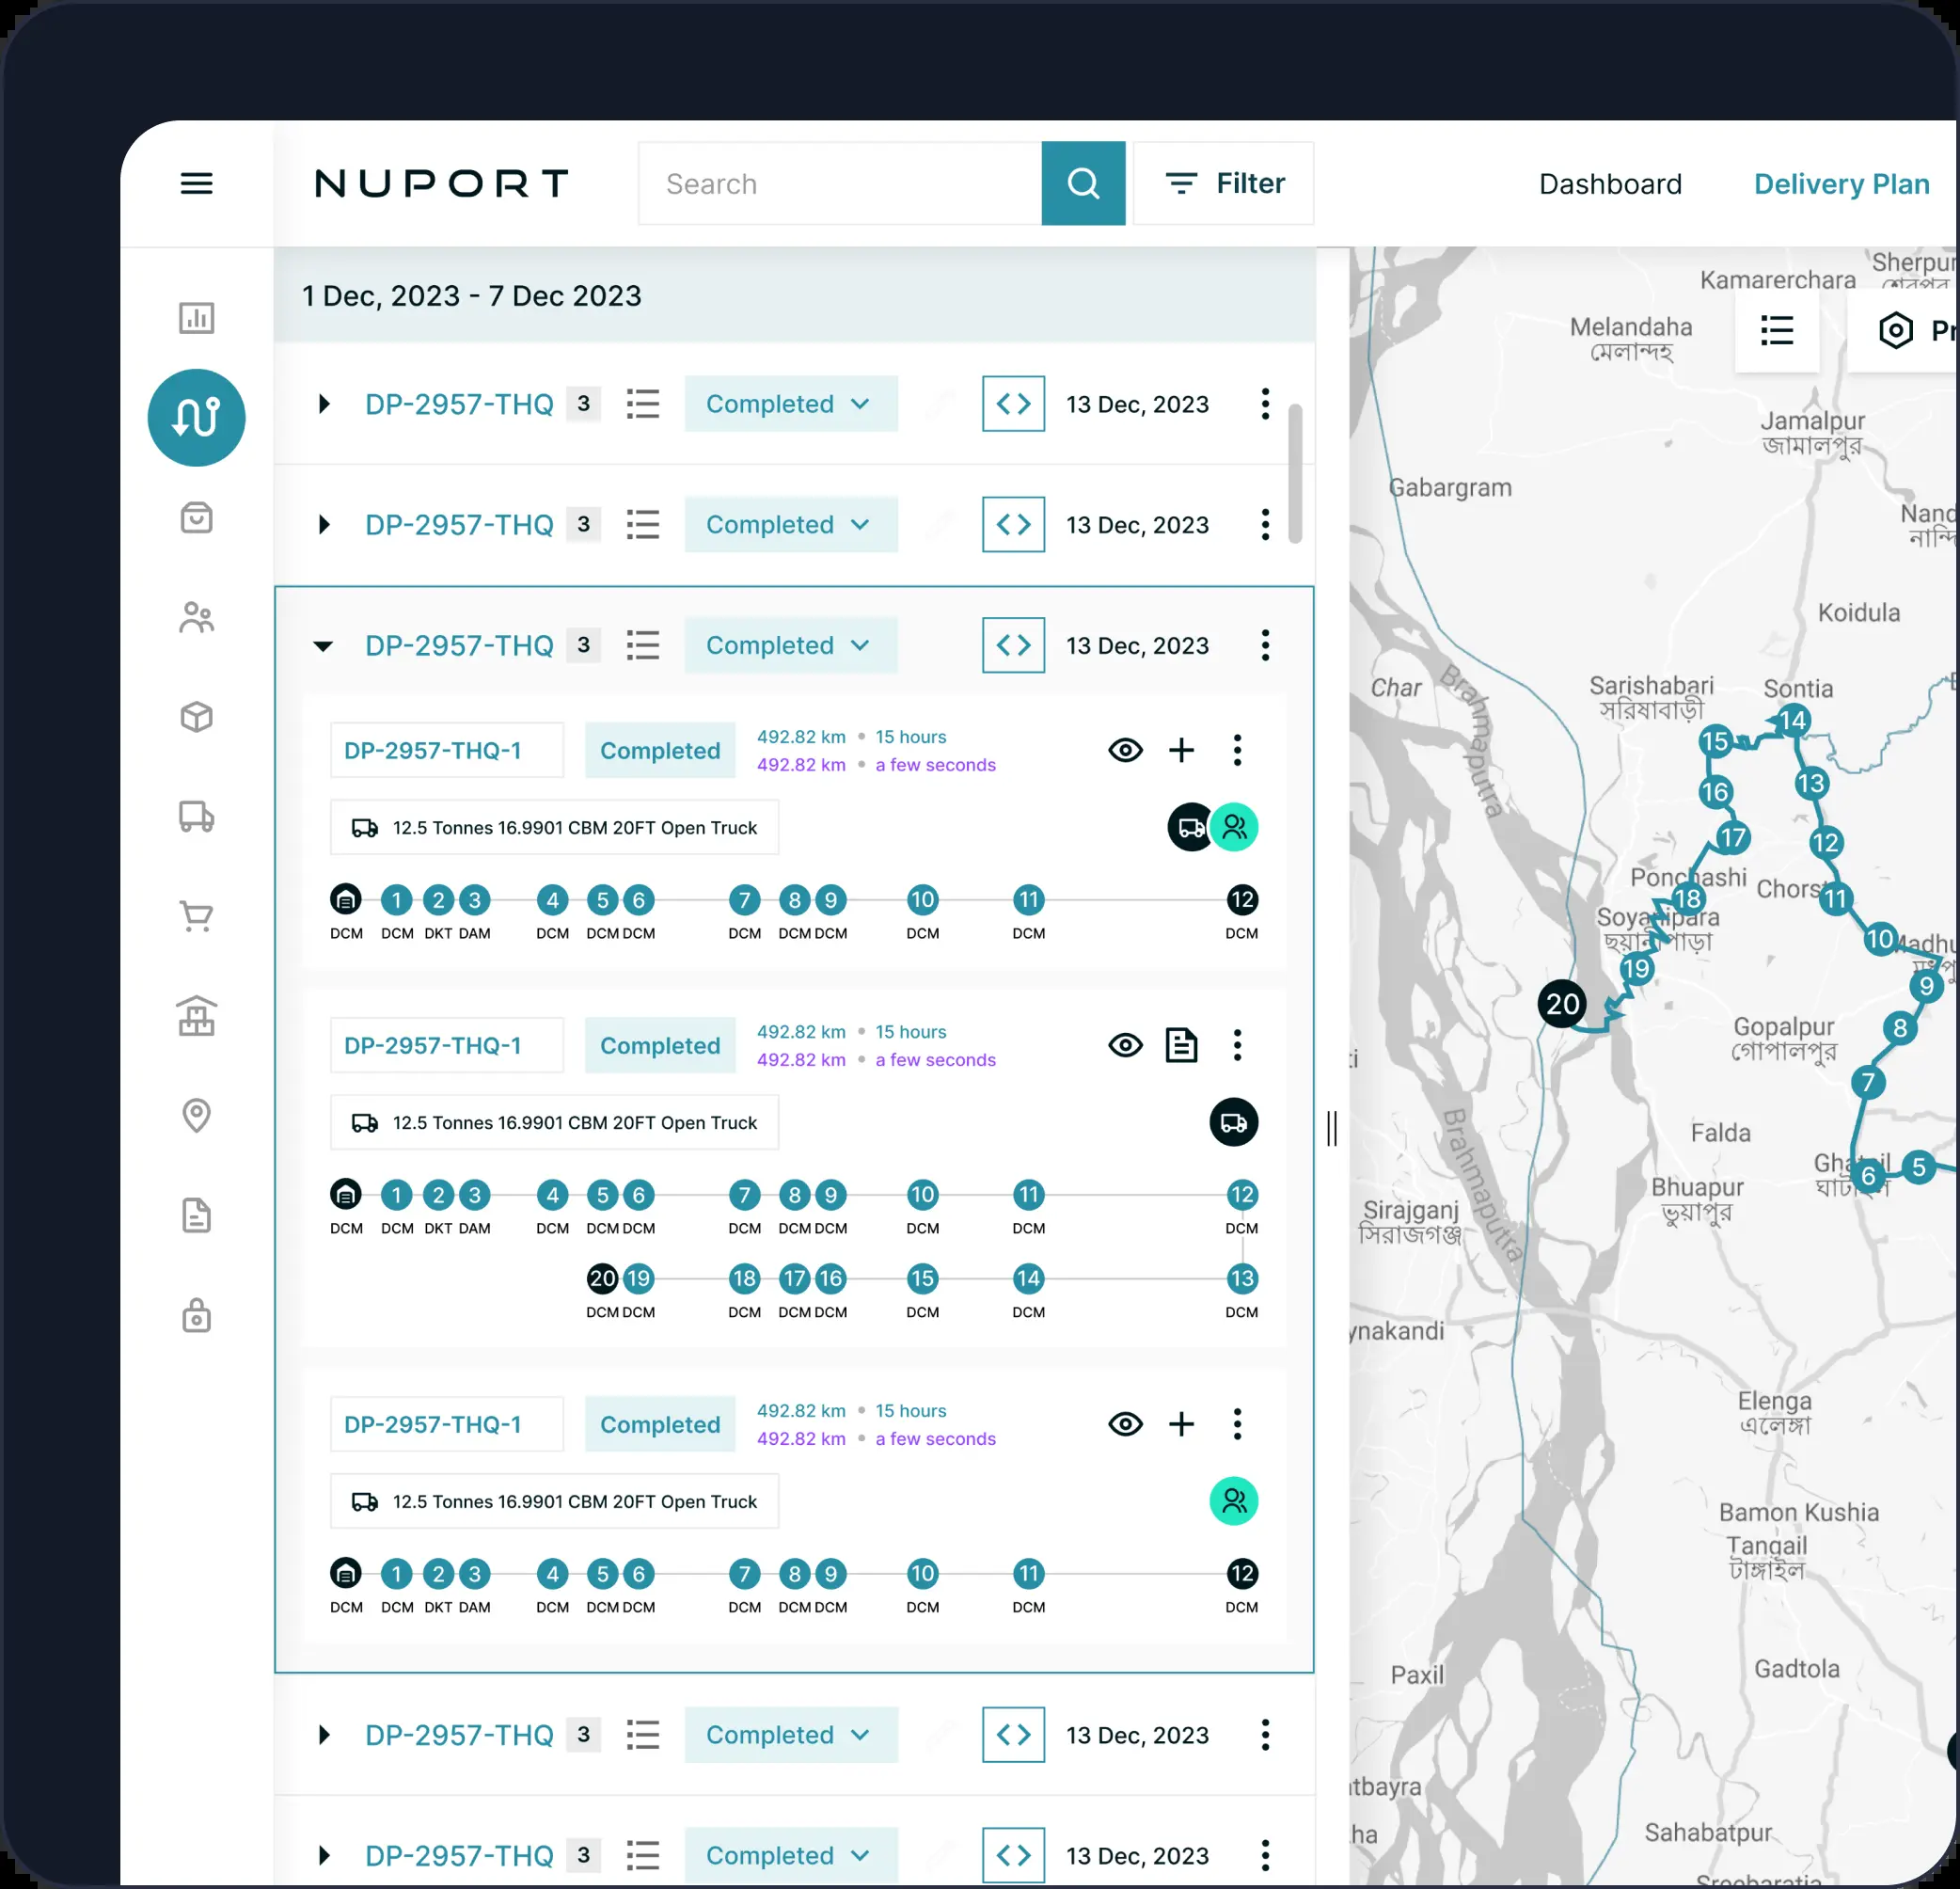 NUPORT
Search
Filter
Dashboard
Delivery Plan
1 Dec, 2023 - 7 Dec 2023
DP-2957-THQ 3 Completed 13 Dec, 2023
DP-2957-THQ 3 Completed 13 Dec, 2023
DP-2957-THQ 3 Completed 13 Dec, 2023
DP-2957-THQ-1 Completed
492.82 km • 15 hours
492.82 km • a few seconds
12.5 Tonnes 16.9901 CBM 20FT Open Truck
1 2 3 4 5 6 7 8 9 10 11 12
DCM DCM DKT DAM DCM DCM DCM DCM DCM DCM DCM DCM DCM
DP-2957-THQ-1 Completed
492.82 km • 15 hours
492.82 km • a few seconds
12.5 Tonnes 16.9901 CBM 20FT Open Truck
1 2 3 4 5 6 7 8 9 10 11 12
DCM DCM DKT DAM DCM DCM DCM DCM DCM DCM DCM DCM DCM
20 19 18 17 16 15 14 13
DCM DCM DCM DCM DCM DCM DCM DCM
DP-2957-THQ-1 Completed
492.82 km • 15 hours
492.82 km • a few seconds
12.5 Tonnes 16.9901 CBM 20FT Open Truck
1 2 3 4 5 6 7 8 9 10 11 12
DCM DCM DKT DAM DCM DCM DCM DCM DCM DCM DCM DCM DCM
DP-2957-THQ 3 Completed 13 Dec, 2023
DP-2957-THQ 3 Completed 13 Dec, 2023
Kamarerchara
Melandaha
মেলান্দহ
Jamalpur
জামালপুর
Gabargram
Koidula
Char
Brahmaputra
Sarishabari
সরিষাবাড়ী
Sontia
14
15
13
16
17
12
18
11
10
19
9
20
8
Gopalpur
গোপালপুর
7
Brahmaputra
Falda
5
6
Bhuapur
ভুয়াপুর
Sirajganj
সিরাজগঞ্জ
ynakandi
Elenga
এলেঙ্গা
Bamon Kushia
Tangail
টাঙ্গাইল
Paxil
Gadtola
tbayra
Sahabatpur